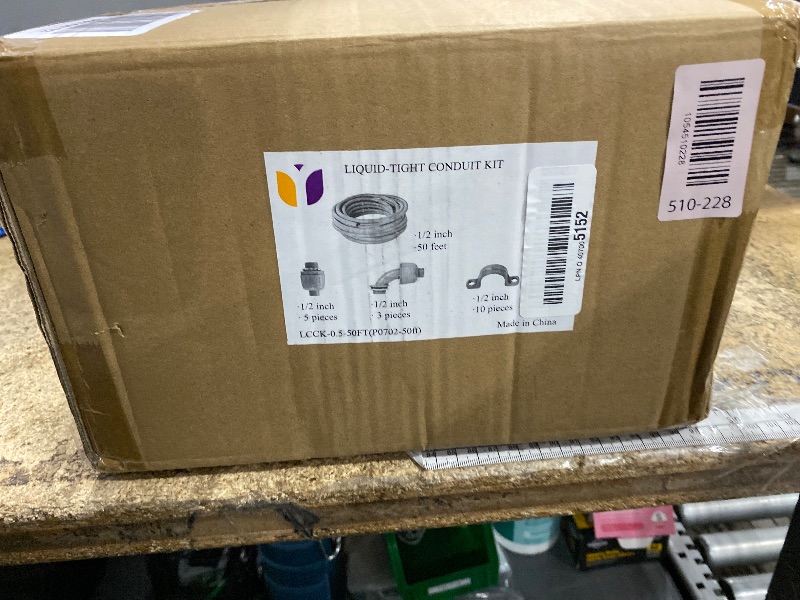 LIQUID-TIGHT CONDUIT KIT
·1/2 inch
·50 feet
·1/2 inch
· 5 pieces
·1/2 inch
· 3 pieces
·1/2 inch
·10 pieces
LCCK-0.5-50FT(P0702-50ft)
Made in China
5152
1054510228
510-228